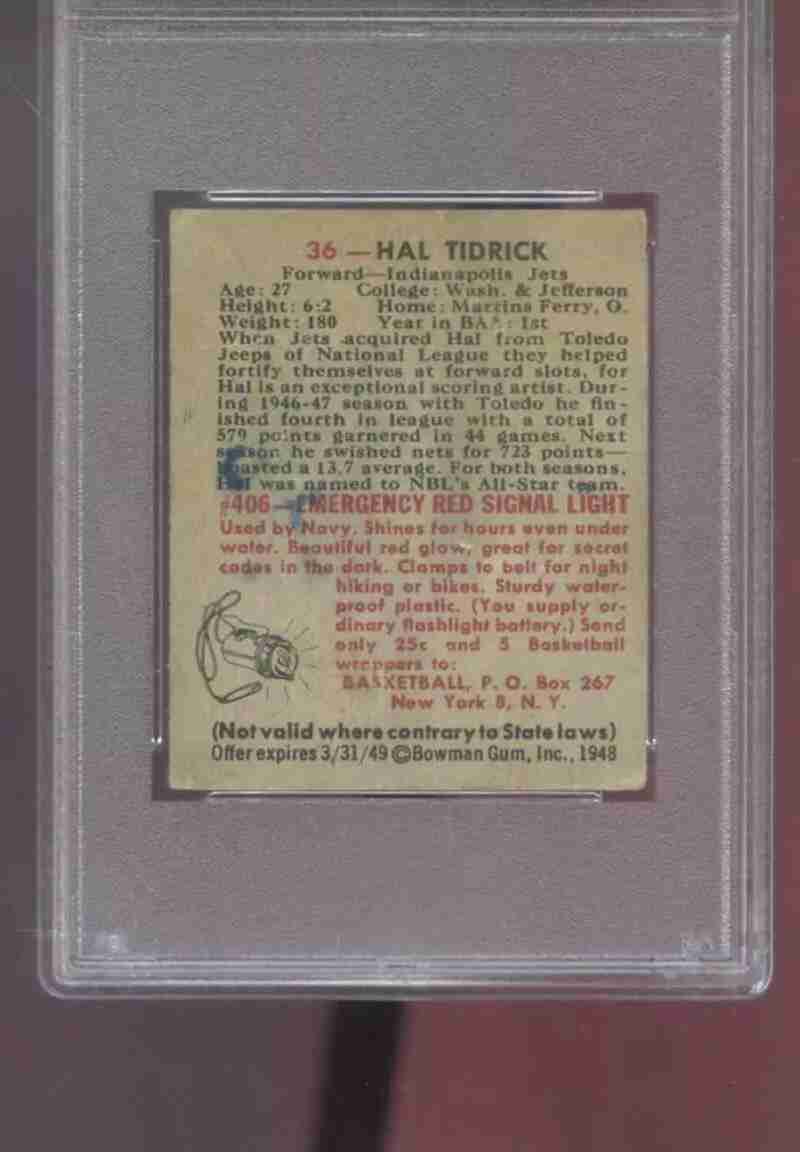 36 — HAL TIDRICK
Forward—Indianapolis Jets
Age: 27 College: Wash. & Jefferson
Height: 6:2 Home: Martins Ferry, O.
Weight: 180 Year in BAA: 1st
When Jets acquired Hal from Toledo
Jeeps of National League they helped
fortify themselves at forward slots, for
Hal is an exceptional scoring artist. Dur-
ing 1946-47 season with Toledo he fin-
ished fourth in league with a total of
579 points garnered in 44 games. Next
season he swished nets for 723 points—
boasted a 13.7 average. For both seasons,
Hal was named to NBL's All-Star team.
#406—EMERGENCY RED SIGNAL LIGHT
Used by Navy. Shines for hours even under
water. Beautiful red glow, great for secret
codes in the dark. Clamps to belt for night
hiking or bikes. Sturdy water-
proof plastic. (You supply or-
dinary flashlight battery.) Send
only 25c and 5 Basketball
wrappers to:
BASKETBALL, P. O. Box 267
New York 8, N. Y.
(Not valid where contrary to State laws)
Offer expires 3/31/49 ©Bowman Gum, Inc., 1948